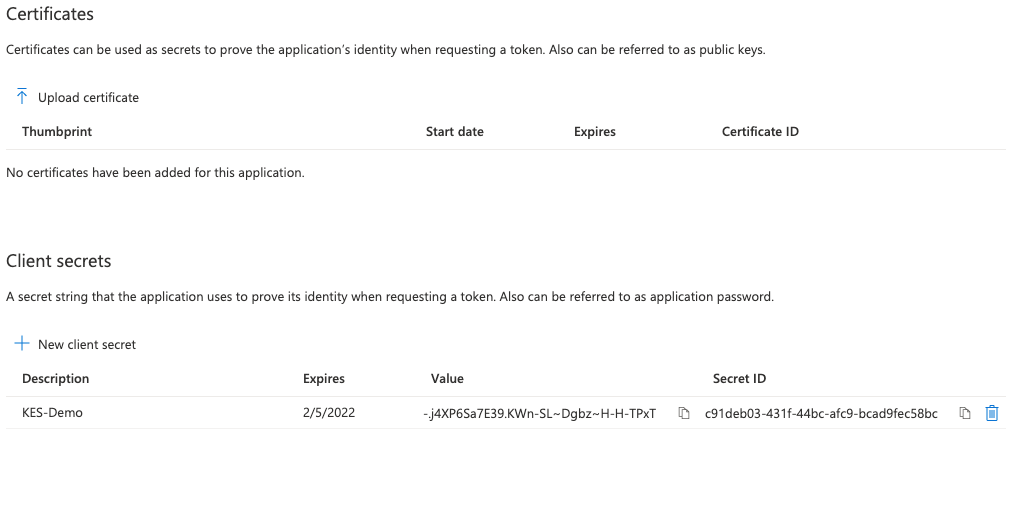 Certificates
Certificates can be used as secrets to prove the application's identity when requesting a token. Also can be referred to as public keys.
Upload certificate
Thumbprint Start date Expires Certificate ID
No certificates have been added for this application.
Client secrets
A secret string that the application uses to prove its identity when requesting a token. Also can be referred to as application password.
New client secret
Description Expires Value Secret ID
KES-Demo 2/5/2022 -.j4XP6Sa7E39.KWn-SL~Dgbz~H-H-TPxT c91deb03-431f-44bc-afc9-bcad9fec58bc